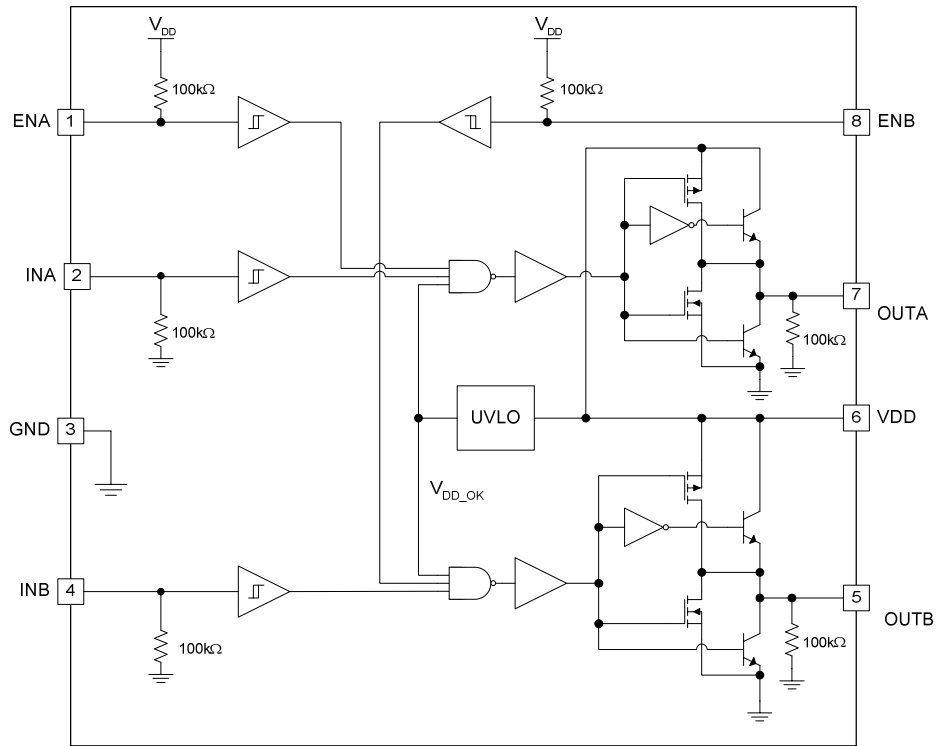 VDD
VDD
100kΩ
100kΩ
ENA 1
8 ENB
INA 2
7 OUTA
100kΩ
100kΩ
GND 3
UVLO
6 VDD
VDD_OK
INB 4
5 OUTB
100kΩ
100kΩ